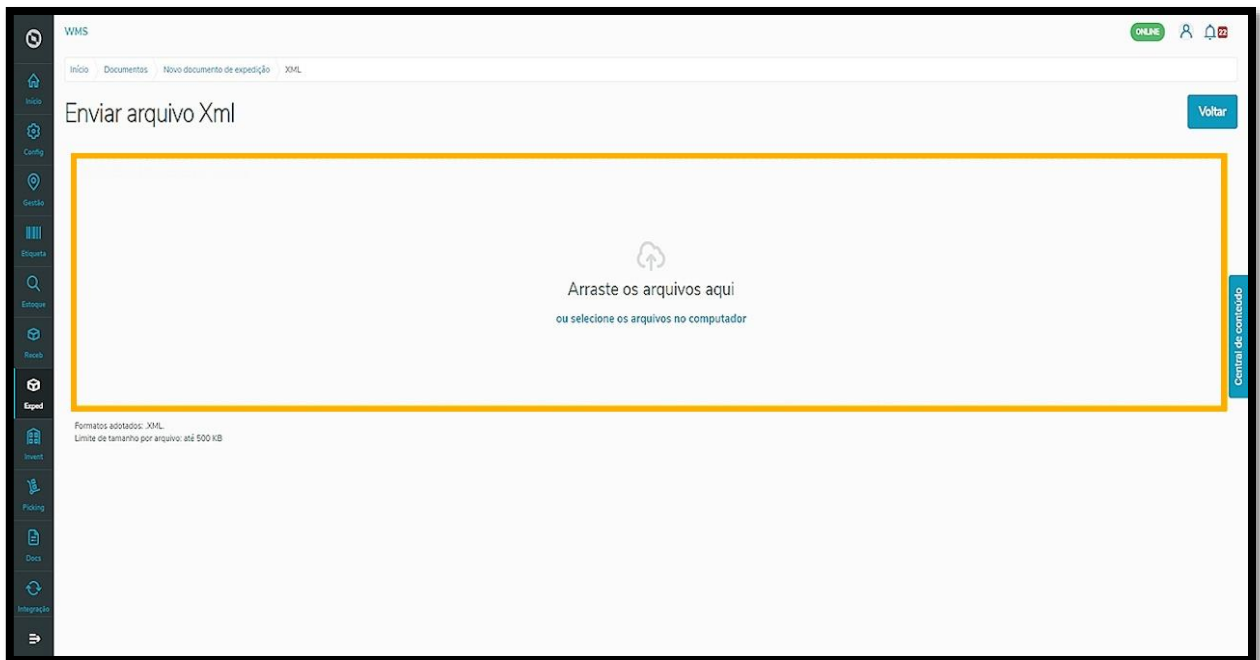 WMS
ONLINE
22
Início Documentos Novo documento de expedição XML
Enviar arquivo Xml
Voltar
Início
Config
Gestão
Etiqueta
Estoque
Receb
Exped
Invent
Picking
Docs
Integração
Arraste os arquivos aqui
ou selecione os arquivos no computador
Central de conteúdo
Formatos adotados: .XML.
Limite de tamanho por arquivo: até 500 KB